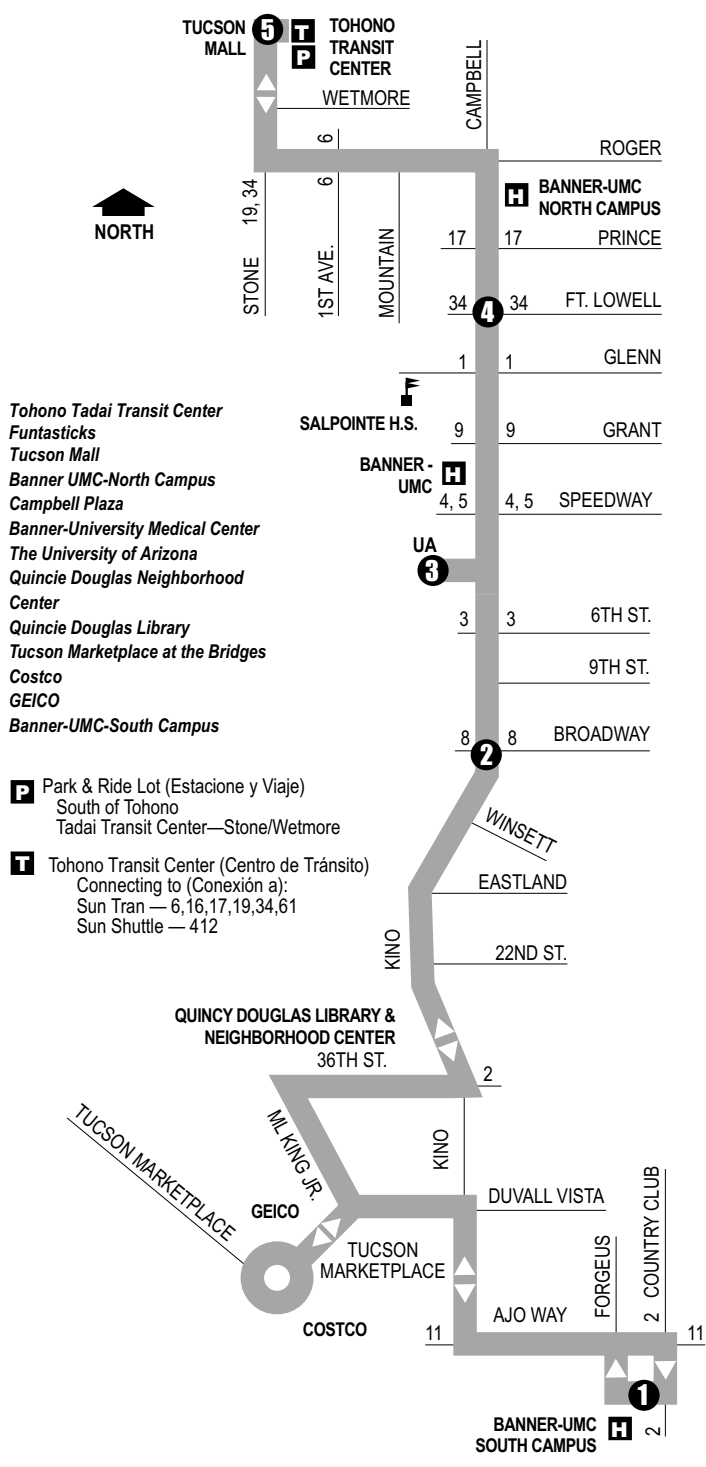 TUCSON
MALL
5
T
P
TOHONO
TRANSIT
CENTER
WETMORE
CAMPBELL
6
6
ROGER
19, 34
STONE
1ST AVE.
MOUNTAIN
NORTH
H
BANNER-UMC
NORTH CAMPUS
17
17
PRINCE
34
4
34
FT. LOWELL
1
1
GLENN
SALPOINTE H.S.
9
9
GRANT
BANNER -
UMC
H
4, 5
4, 5
SPEEDWAY
UA
3
3
3
6TH ST.
9TH ST.
8
8
BROADWAY
2
Tohono Tadai Transit Center
Funtasticks
Tucson Mall
Banner UMC-North Campus
Campbell Plaza
Banner-University Medical Center
The University of Arizona
Quincie Douglas Neighborhood
Center
Quincie Douglas Library
Tucson Marketplace at the Bridges
Costco
GEICO
Banner-UMC-South Campus
P Park & Ride Lot (Estacione y Viaje)
South of Tohono
Tadai Transit Center—Stone/Wetmore
T Tohono Transit Center (Centro de Tránsito)
Connecting to (Conexión a):
Sun Tran — 6,16,17,19,34,61
Sun Shuttle — 412
WINSETT
EASTLAND
KINO
22ND ST.
QUINCY DOUGLAS LIBRARY &
NEIGHBORHOOD CENTER
36TH ST.
2
TUCSON MARKETPLACE
ML KING JR.
KINO
GEICO
DUVALL VISTA
TUCSON
MARKETPLACE
COSTCO
FORGEUS
2 COUNTRY CLUB
AJO WAY
11
11
1
BANNER-UMC
SOUTH CAMPUS
H
2